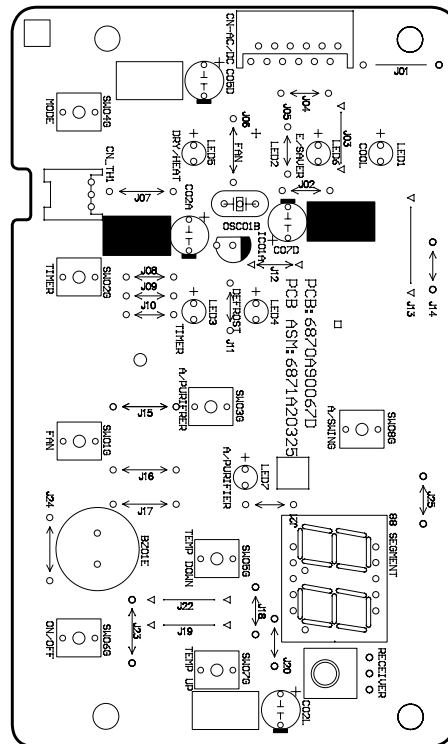 CN-AC/DC
C05D
J01
J04
J05
J03
MODE
SW04G
J06
DRY/HEAT
LED5
FAN
LED2
E/SAVER
LED6
COOL
LED1
CN_TH1
J07
C02A
J02
OSC01B
IC01A
C07D
J12
J13
J14
TIMER
SW02G
J08
J09
J10
TIMER
LED3
J11
DEFROST
LED4
PCB:6870A90067D
PCB ASM:6871A20325
A/PURIFIRER
SW03G
J15
FAN
SW01G
A/SWING
SW08G
J16
J17
A/PURIFIER
LED7
J25
J24
BZ01E
88 SEGMENT
TEMP DOWN
SW05G
J22
J18
J19
J23
J20
ON/OFF
SW06G
TEMP UP
SW07G
RECEIVER
C02L